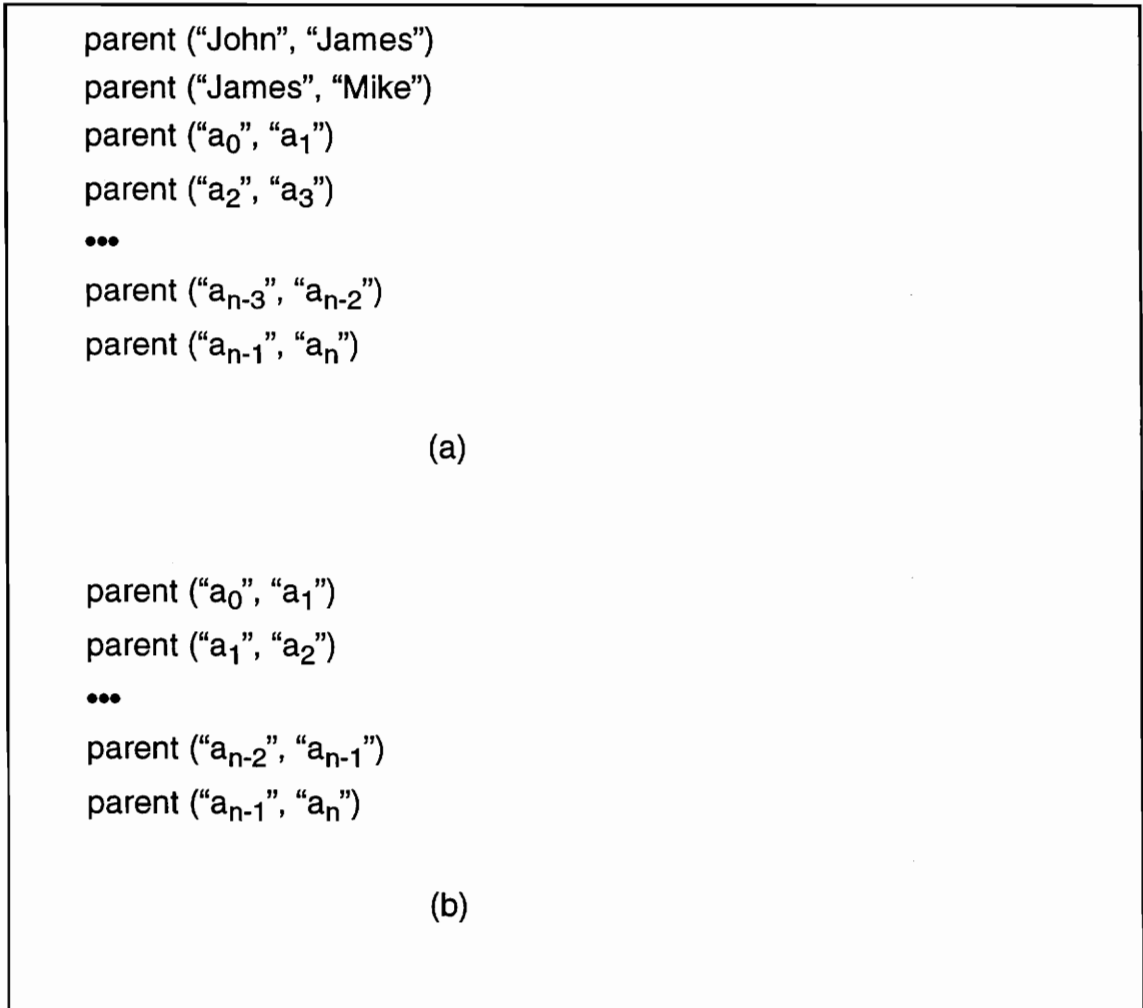 parent (“John”, “James”)
parent (“James”, “Mike”)
parent (“a₀”, “a₁”)
parent (“a₂”, “a₃”)
•••
parent (“aₙ₋₃”, “aₙ₋₂”)
parent (“aₙ₋₁”, “aₙ”)
(a)
parent (“a₀”, “a₁”)
parent (“a₁”, “a₂”)
•••
parent (“aₙ₋₂”, “aₙ₋₁”)
parent (“aₙ₋₁”, “aₙ”)
(b)